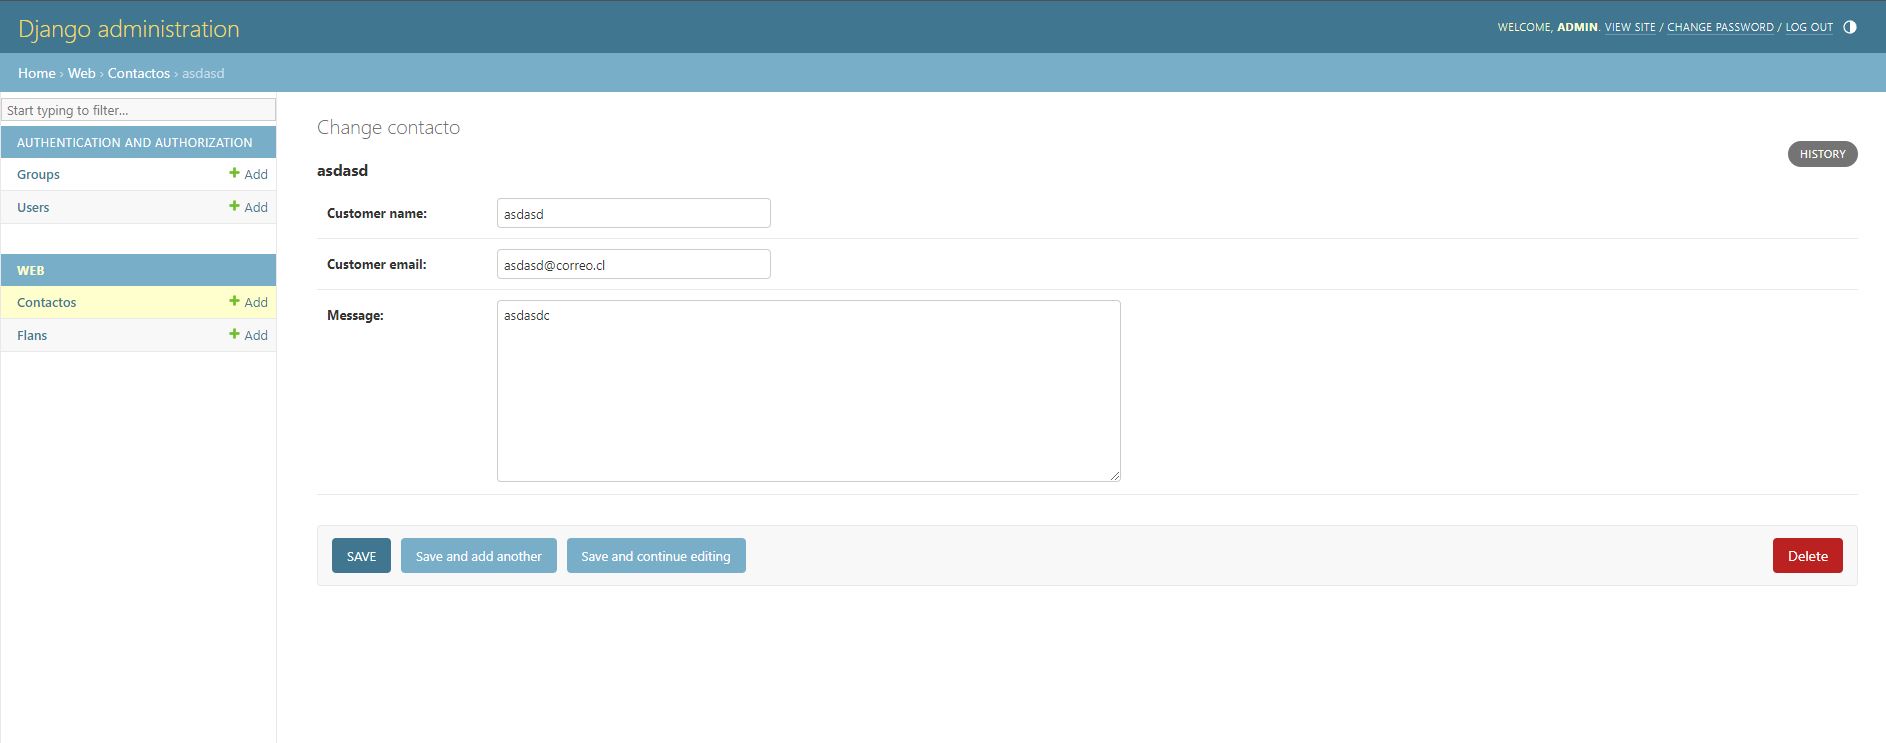 Django administration
WELCOME, ADMIN. VIEW SITE / CHANGE PASSWORD / LOG OUT
Home › Web › Contactos › asdasd
Start typing to filter...
AUTHENTICATION AND AUTHORIZATION
Groups + Add
Users + Add
WEB
Contactos + Add
Flans + Add
Change contacto
HISTORY
asdasd
Customer name: asdasd
Customer email: asdasd@correo.cl
Message: asdasdc
SAVE Save and add another Save and continue editing Delete